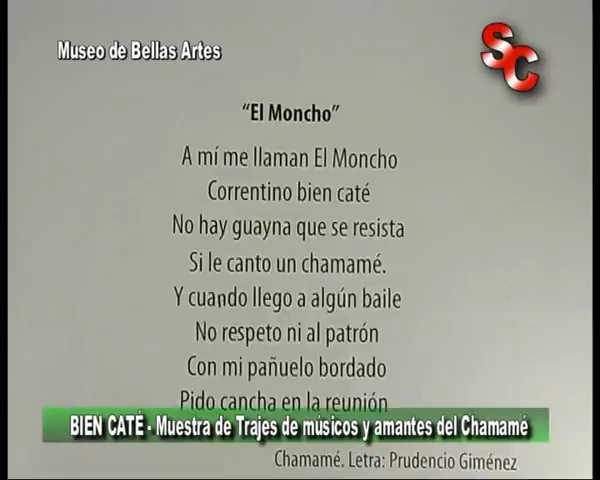 Museo de Bellas Artes
SC
"El Moncho"
A mí me llaman El Moncho
Correntino bien caté
No hay guayna que se resista
Si le canto un chamamé.
Y cuando llego a algún baile
No respeto ni al patrón
Con mi pañuelo bordado
Pido cancha en la reunión
BIEN CATÉ - Muestra de Trajes de músicos y amantes del Chamamé
Chamamé. Letra: Prudencio Giménez